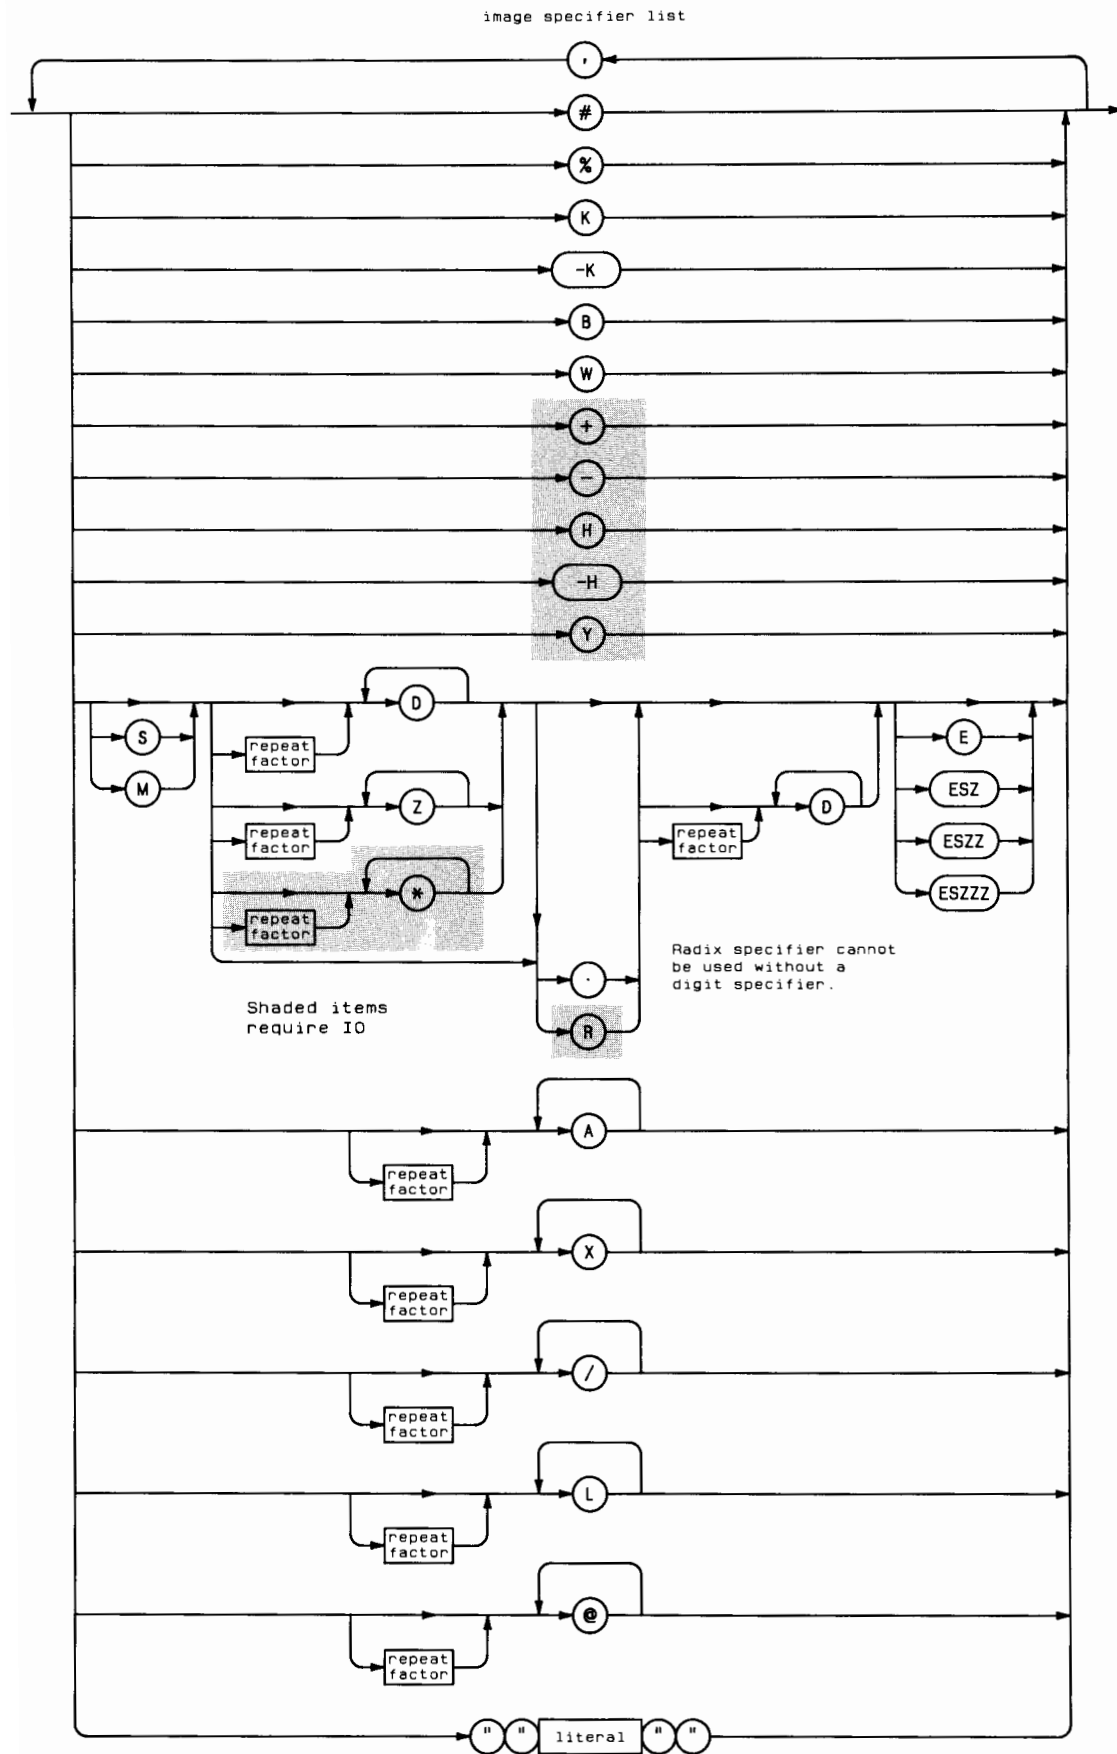 image specifier list
,
#
%
K
-K
B
W
+
-
H
-H
Y
D
S
repeat
factor
E
M
Z
D
ESZ
repeat
factor
repeat
factor
ESZZ
*
ESZZZ
repeat
factor
Radix specifier cannot
be used without a
digit specifier.
.
Shaded items
require IO
R
A
repeat
factor
X
repeat
factor
/
repeat
factor
L
repeat
factor
@
repeat
factor
" " literal " "